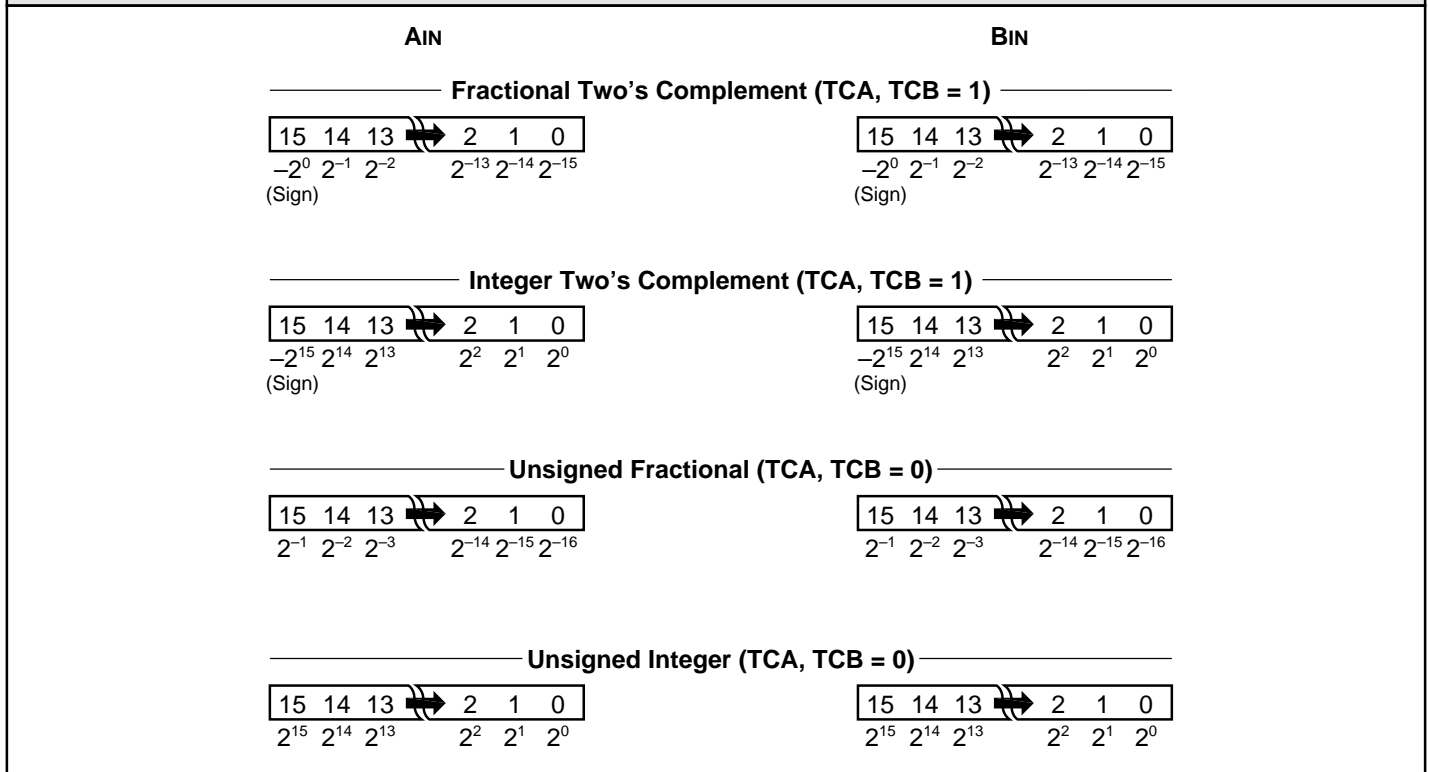 AIN BIN
Fractional Two's Complement (TCA, TCB = 1)
15 14 13 2 1 0 15 14 13 2 1 0
–2⁰ 2⁻¹ 2⁻² 2⁻¹³ 2⁻¹⁴ 2⁻¹⁵ –2⁰ 2⁻¹ 2⁻² 2⁻¹³ 2⁻¹⁴ 2⁻¹⁵
(Sign) (Sign)
Integer Two's Complement (TCA, TCB = 1)
15 14 13 2 1 0 15 14 13 2 1 0
–2¹⁵ 2¹⁴ 2¹³ 2² 2¹ 2⁰ –2¹⁵ 2¹⁴ 2¹³ 2² 2¹ 2⁰
(Sign) (Sign)
Unsigned Fractional (TCA, TCB = 0)
15 14 13 2 1 0 15 14 13 2 1 0
2⁻¹ 2⁻² 2⁻³ 2⁻¹⁴ 2⁻¹⁵ 2⁻¹⁶ 2⁻¹ 2⁻² 2⁻³ 2⁻¹⁴ 2⁻¹⁵ 2⁻¹⁶
Unsigned Integer (TCA, TCB = 0)
15 14 13 2 1 0 15 14 13 2 1 0
2¹⁵ 2¹⁴ 2¹³ 2² 2¹ 2⁰ 2¹⁵ 2¹⁴ 2¹³ 2² 2¹ 2⁰